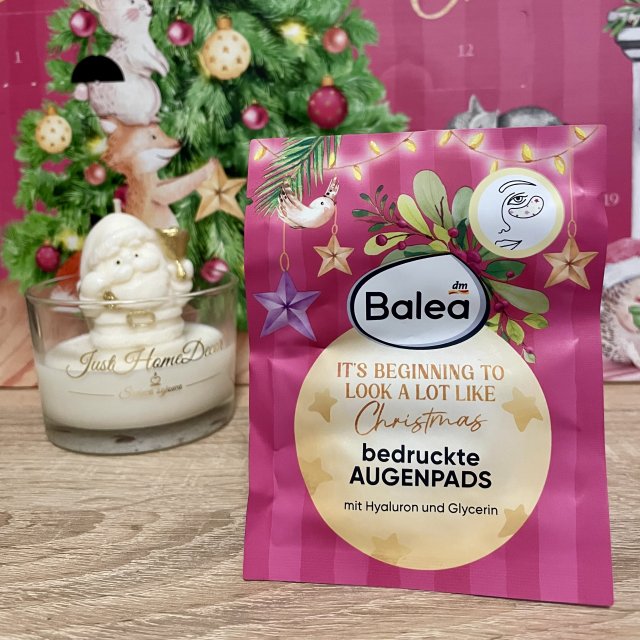 12
19
dm
Balea
IT'S BEGINNING TO
LOOK A LOT LIKE
Christmas
bedruckte
AUGENPADS
mit Hyaluron und Glycerin
Just HomeDecor